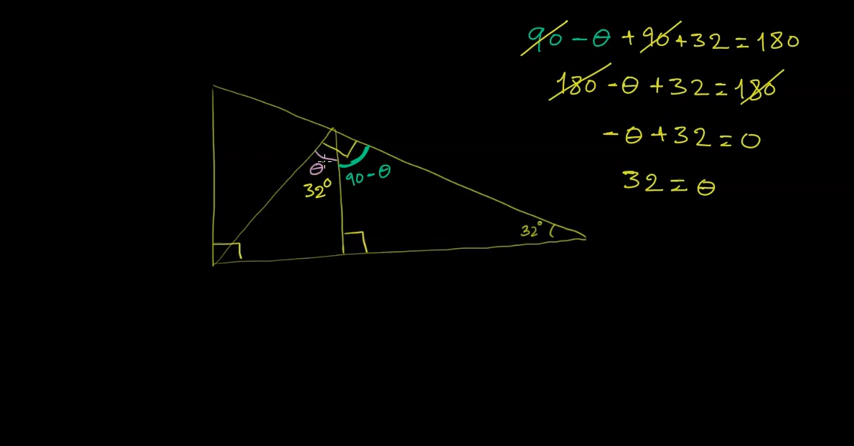 90 - θ + 90 + 32 = 180
180 - θ + 32 = 180
- θ + 32 = 0
32 = θ
θ
32°
90 - θ
32°